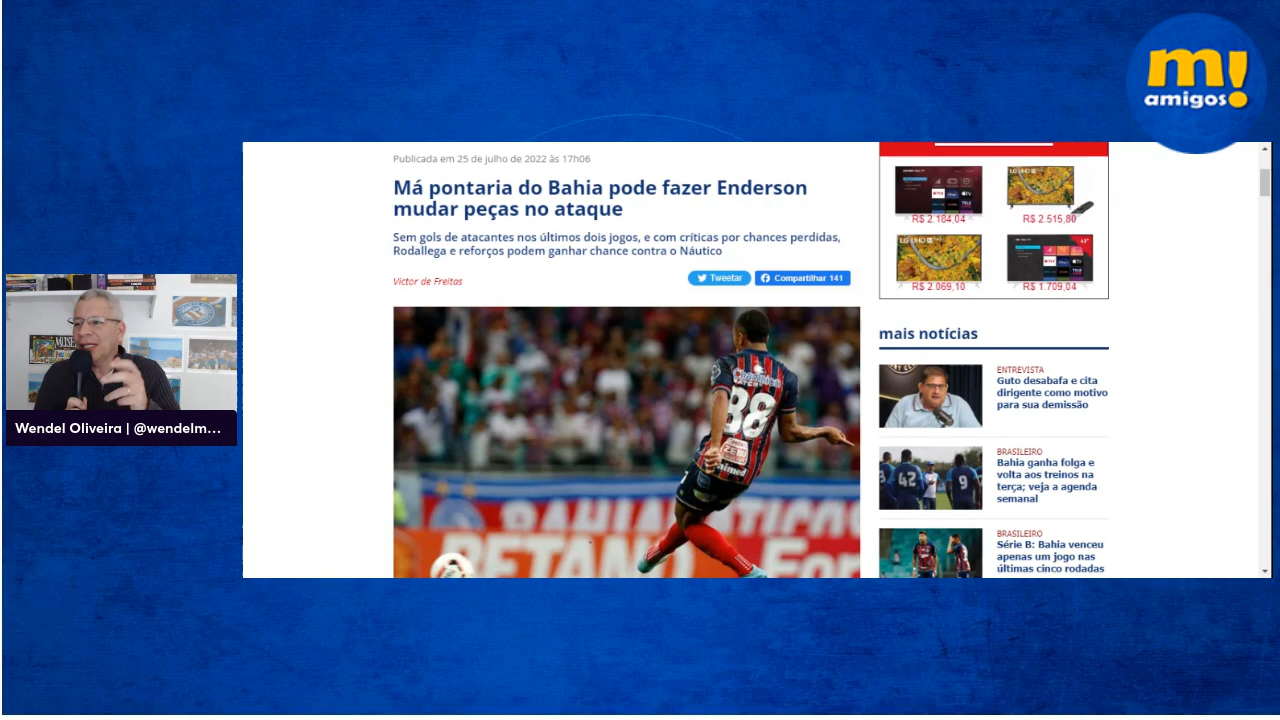 m!
amigos
Publicada em 25 de julho de 2022 às 17h06
Má pontaria do Bahia pode fazer Enderson
mudar peças no ataque
Sem gols de atacantes nos últimos dois jogos, e com críticas por chances perdidas,
Rodallega e reforços podem ganhar chance contra o Náutico
Victor de Freitas
Tweetar
Compartilhar 141
88
BETANO
R$ 2.184,04
R$ 2.515,80
R$ 2.069,10
R$ 1.709,04
mais notícias
ENTREVISTA
Guto desabafa e cita
dirigente como motivo
para sua demissão
42
9
BRASILEIRO
Bahia ganha folga e
volta aos treinos na
terça; veja a agenda
semanal
BRASILEIRO
Série B: Bahia venceu
apenas um jogo nas
últimas cinco rodadas
Wendel Oliveira | @wendelm...